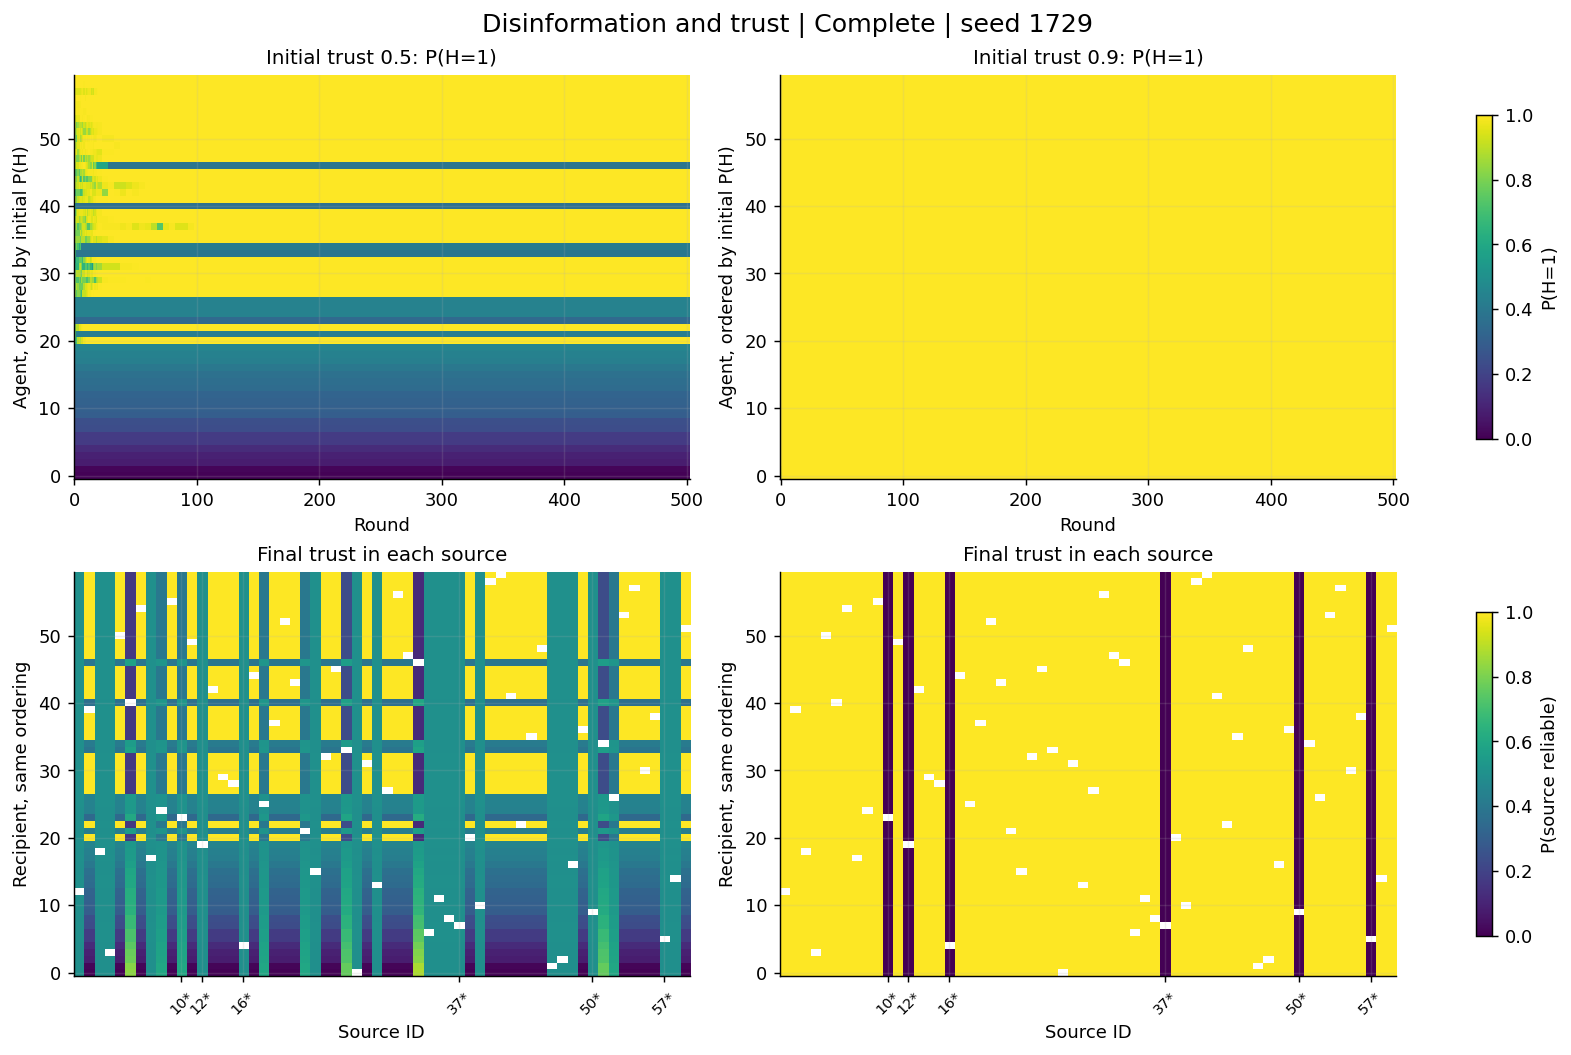 Disinformation and trust | Complete | seed 1729
Initial trust 0.5: P(H=1)
Initial trust 0.9: P(H=1)
Agent, ordered by initial P(H)
50
40
30
20
10
0
0 100 200 300 400 500
Round
Agent, ordered by initial P(H)
50
40
30
20
10
0
0 100 200 300 400 500
Round
1.0
0.8
0.6
0.4
0.2
0.0
P(H=1)
Final trust in each source
Final trust in each source
Recipient, same ordering
50
40
30
20
10
0
10* 12* 16* 37* 50* 57*
Source ID
Recipient, same ordering
50
40
30
20
10
0
10* 12* 16* 37* 50* 57*
Source ID
1.0
0.8
0.6
0.4
0.2
0.0
P(source reliable)